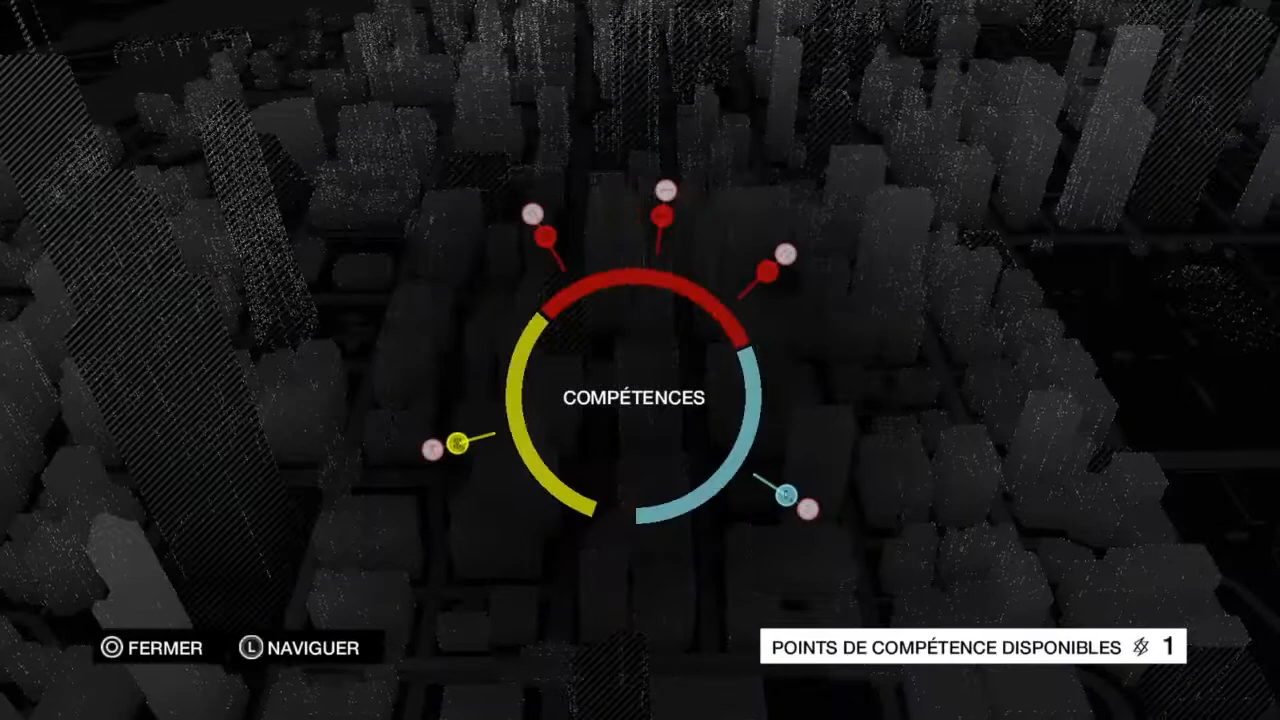 COMPÉTENCES
FERMER
L NAVIGUER
POINTS DE COMPÉTENCE DISPONIBLES 1